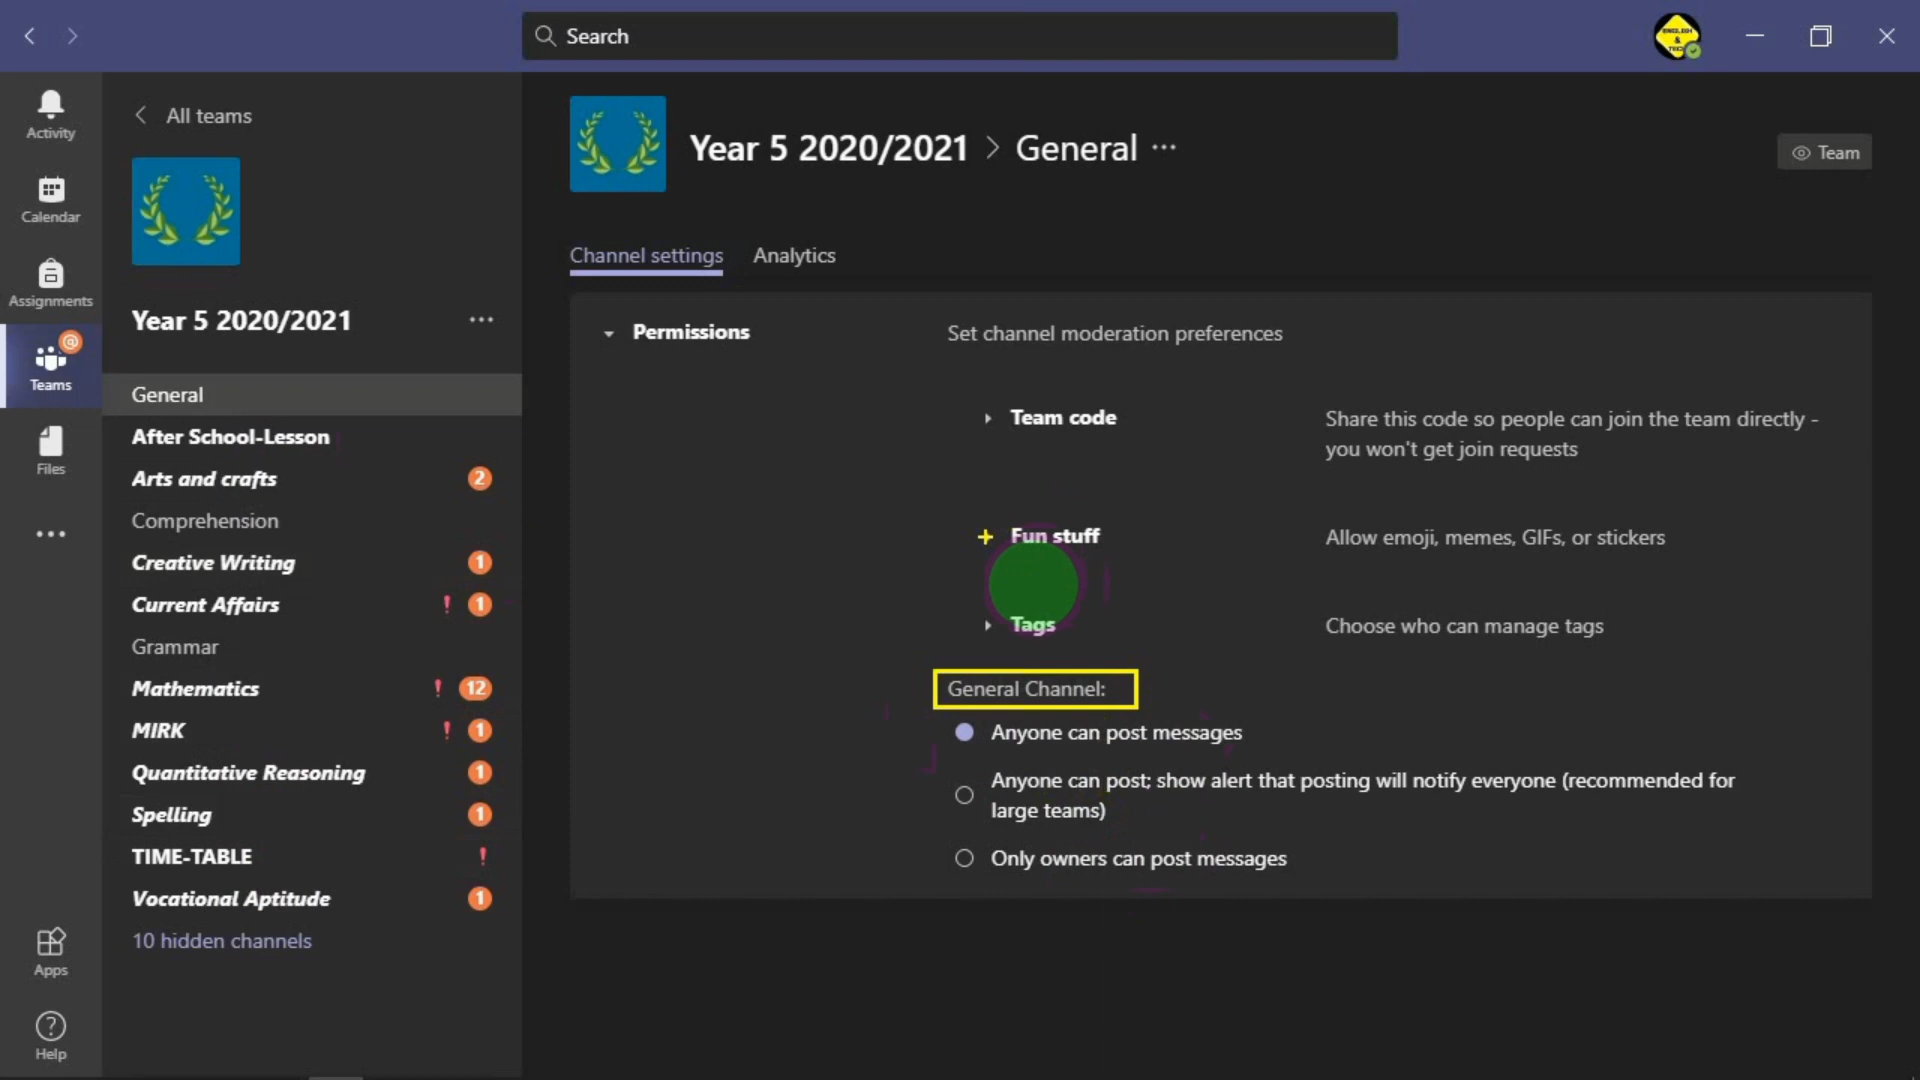 Search
ENGLISH
&
Activity
Calendar
Assignments
Teams
Files
Apps
Help
All teams
Year 5 2020/2021
General
After School-Lesson
Arts and crafts 2
Comprehension
Creative Writing 1
Current Affairs ! 1
Grammar
Mathematics ! 12
MIRK ! 1
Quantitative Reasoning 1
Spelling 1
TIME-TABLE !
Vocational Aptitude 1
10 hidden channels
Year 5 2020/2021 > General ...
Team
Channel settings Analytics
Permissions
Set channel moderation preferences
Team code
Share this code so people can join the team directly -
you won't get join requests
Fun stuff
Allow emoji, memes, GIFs, or stickers
Tags
Choose who can manage tags
General Channel:
Anyone can post messages
Anyone can post; show alert that posting will notify everyone (recommended for
large teams)
Only owners can post messages